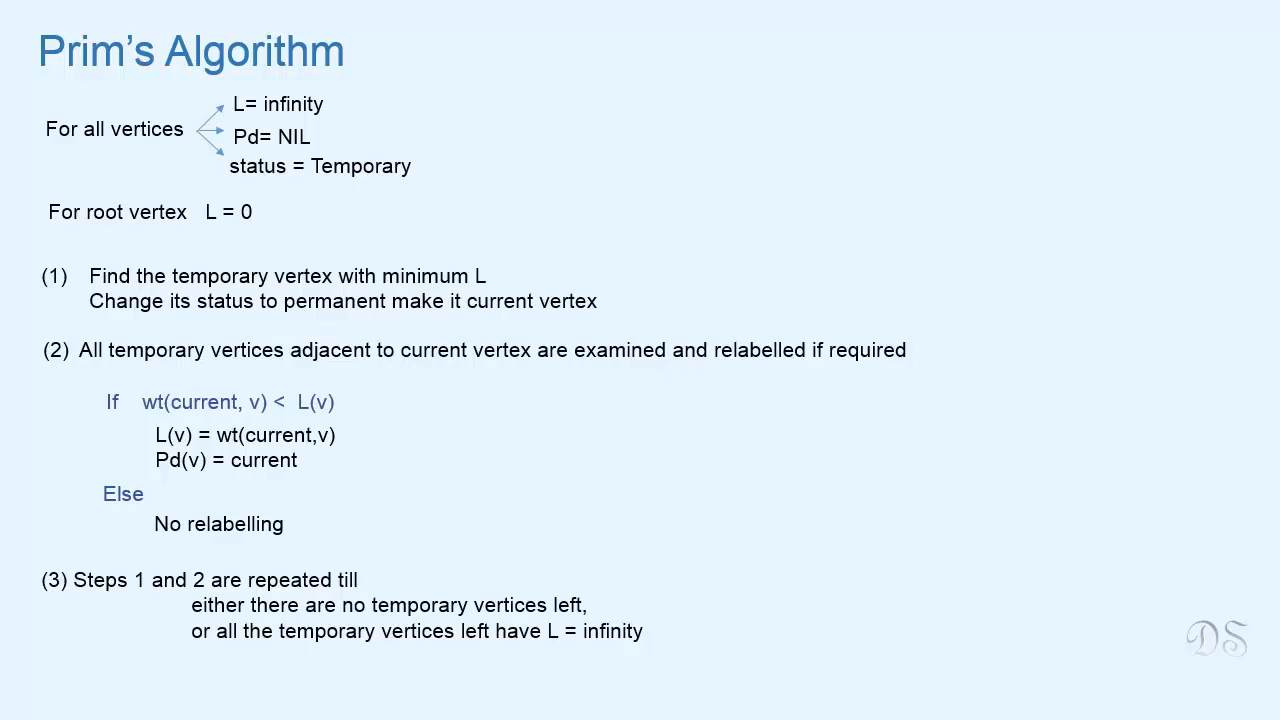 Prim's Algorithm
For all vertices
L= infinity
Pd= NIL
status = Temporary
For root vertex L = 0
(1) Find the temporary vertex with minimum L
Change its status to permanent make it current vertex
(2) All temporary vertices adjacent to current vertex are examined and relabelled if required
If wt(current, v) < L(v)
L(v) = wt(current,v)
Pd(v) = current
Else
No relabelling
(3) Steps 1 and 2 are repeated till
either there are no temporary vertices left,
or all the temporary vertices left have L = infinity
DS